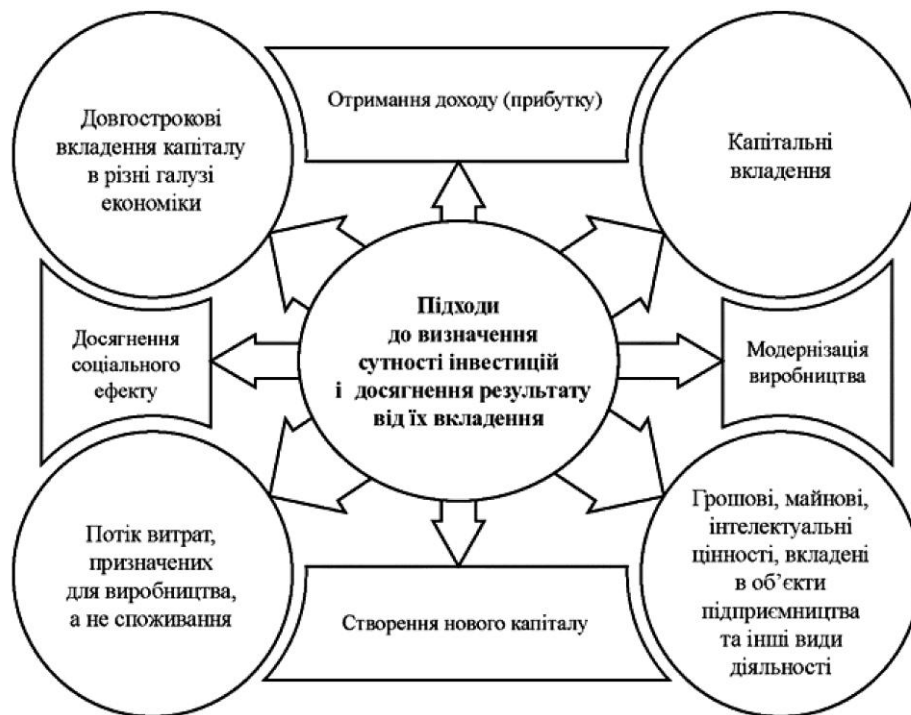 Отримання доходу (прибутку)
Довгострокові
вкладення капіталу
в різні галузі
економіки
Капітальні
вкладення
Підходи
до визначення
сутності інвестицій
і досягнення результату
від їх вкладення
Досягнення
соціального
ефекту
Модернізація
виробництва
Потік витрат,
призначених
для виробництва,
а не споживання
Створення нового капіталу
Грошові, майнові,
інтелектуальні
цінності, вкладені
в об’єкти
підприємництва
та інші види
діяльності